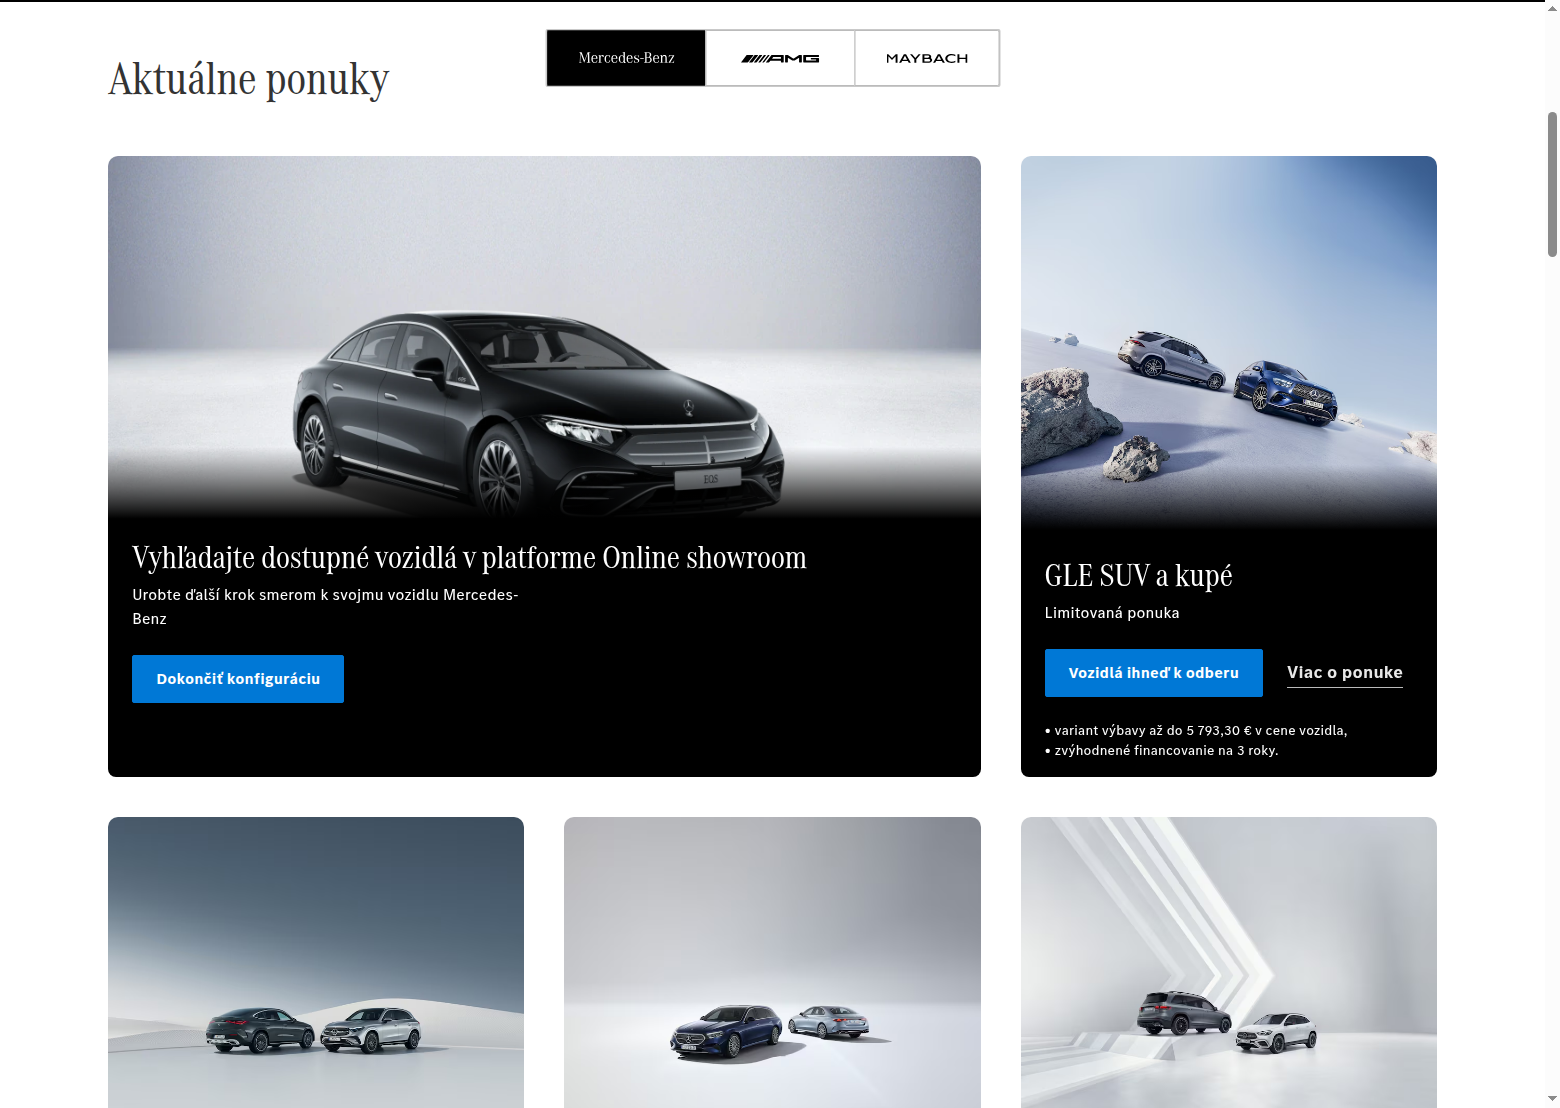 Aktuálne ponuky
Mercedes-Benz
AMG
MAYBACH
EQS
Vyhľadajte dostupné vozidlá v platforme Online showroom
Urobte ďalší krok smerom k svojmu vozidlu Mercedes-
Benz
Dokončiť konfiguráciu
GLE SUV a kupé
Limitovaná ponuka
Vozidlá ihneď k odberu
Viac o ponuke
• variant výbavy až do 5 793,30 € v cene vozidla,
• zvýhodnené financovanie na 3 roky.